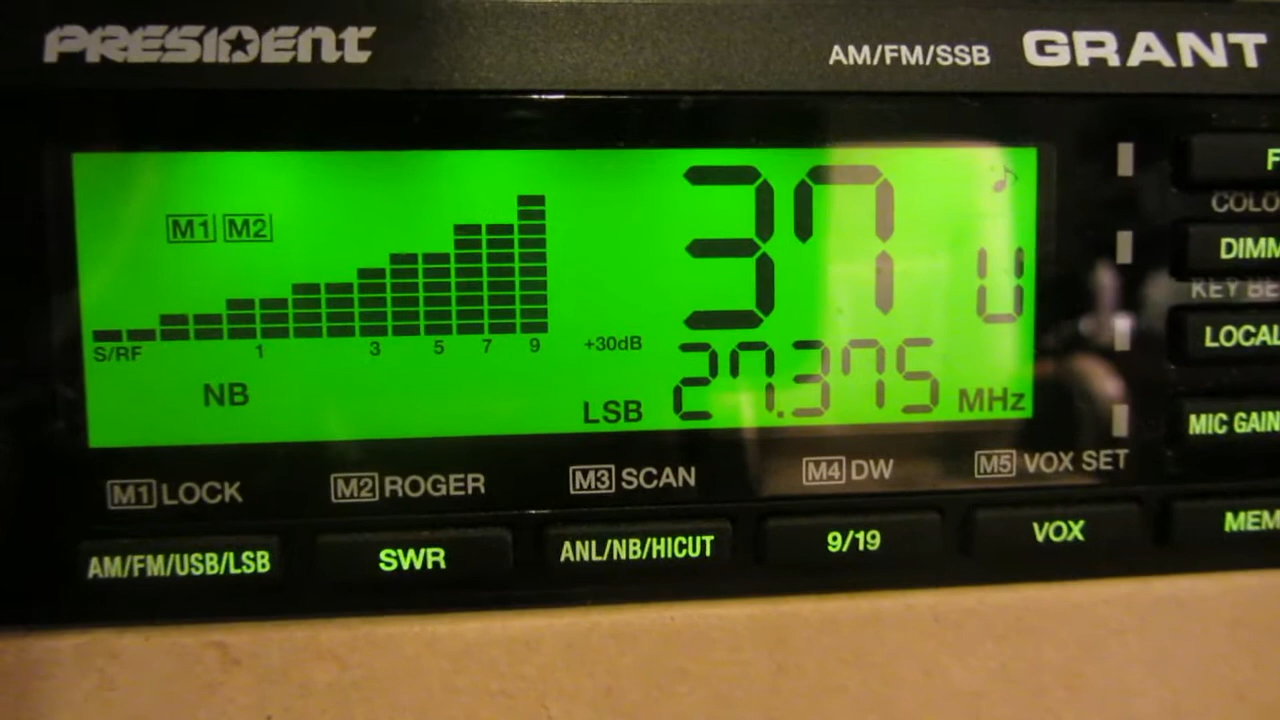 PRESIDENT AM/FM/SSB GRANT
M1 M2 37 U
S/RF 1 3 5 7 9 +30dB
NB LSB 27.375 MHz
COLO
DIMM
KEY BE
LOCAL
MIC GAIN
M1 LOCK M2 ROGER M3 SCAN M4 DW M5 VOX SET
AM/FM/USB/LSB SWR ANL/NB/HICUT 9/19 VOX MEM